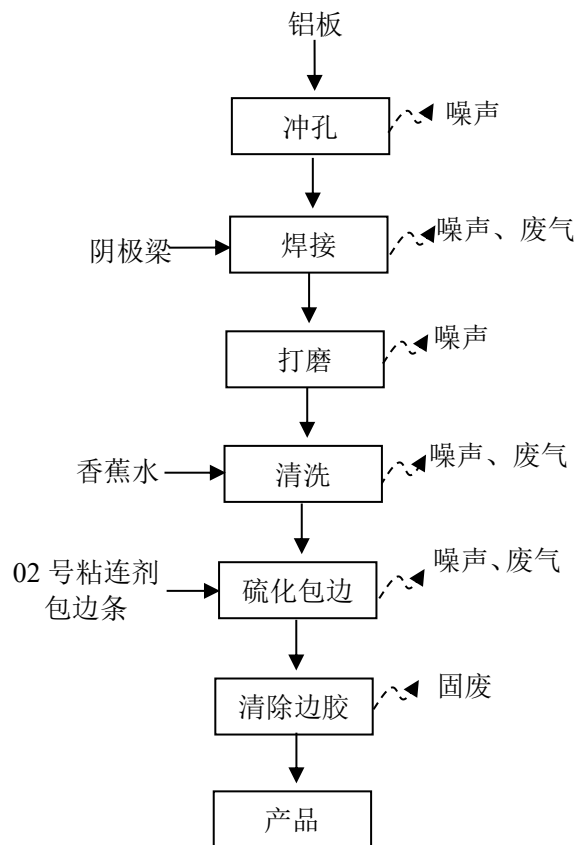 铝板
冲孔
噪声
阴极梁
焊接
噪声、废气
打磨
噪声
香蕉水
清洗
噪声、废气
02 号粘连剂
包边条
硫化包边
噪声、废气
清除边胶
固废
产品